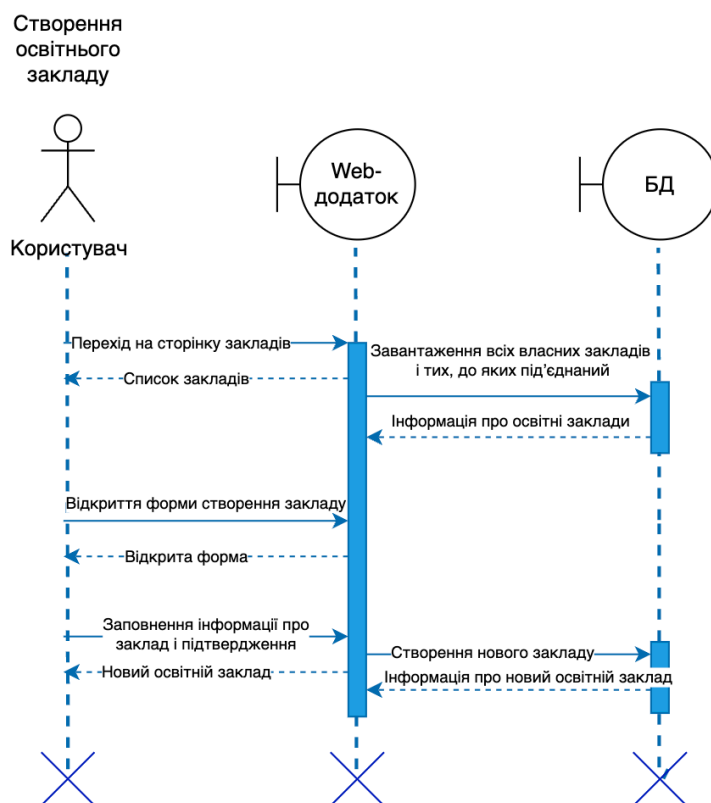 Створення
освітнього
закладу
Користувач
Web-
додаток
БД
Перехід на сторінку закладів
Завантаження всіх власних закладів
і тих, до яких під'єднаний
Список закладів
Інформація про освітні заклади
Відкриття форми створення закладу
Відкрита форма
Заповнення інформації про
заклад і підтвердження
Створення нового закладу
Новий освітній заклад
Інформація про новий освітній заклад